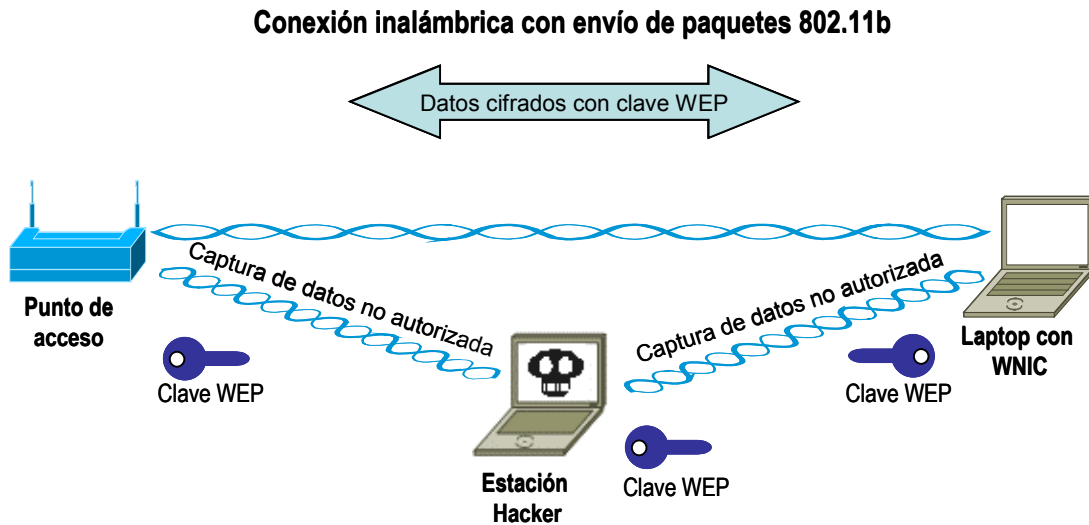 Conexión inalámbrica con envío de paquetes 802.11b
Datos cifrados con clave WEP
Captura de datos no autorizada
Captura de datos no autorizada
Punto de
acceso
Laptop con
WNIC
Clave WEP
Clave WEP
Estación
Hacker
Clave WEP